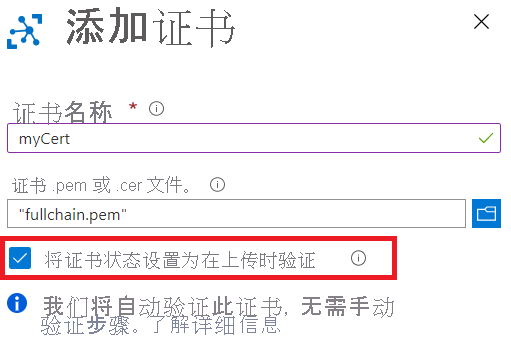 添加证书
证书名称 *
myCert
证书 .pem 或 .cer 文件。
"fullchain.pem"
将证书状态设置为在上传时验证
我们将自动验证此证书, 无需手动
验证步骤。了解详细信息